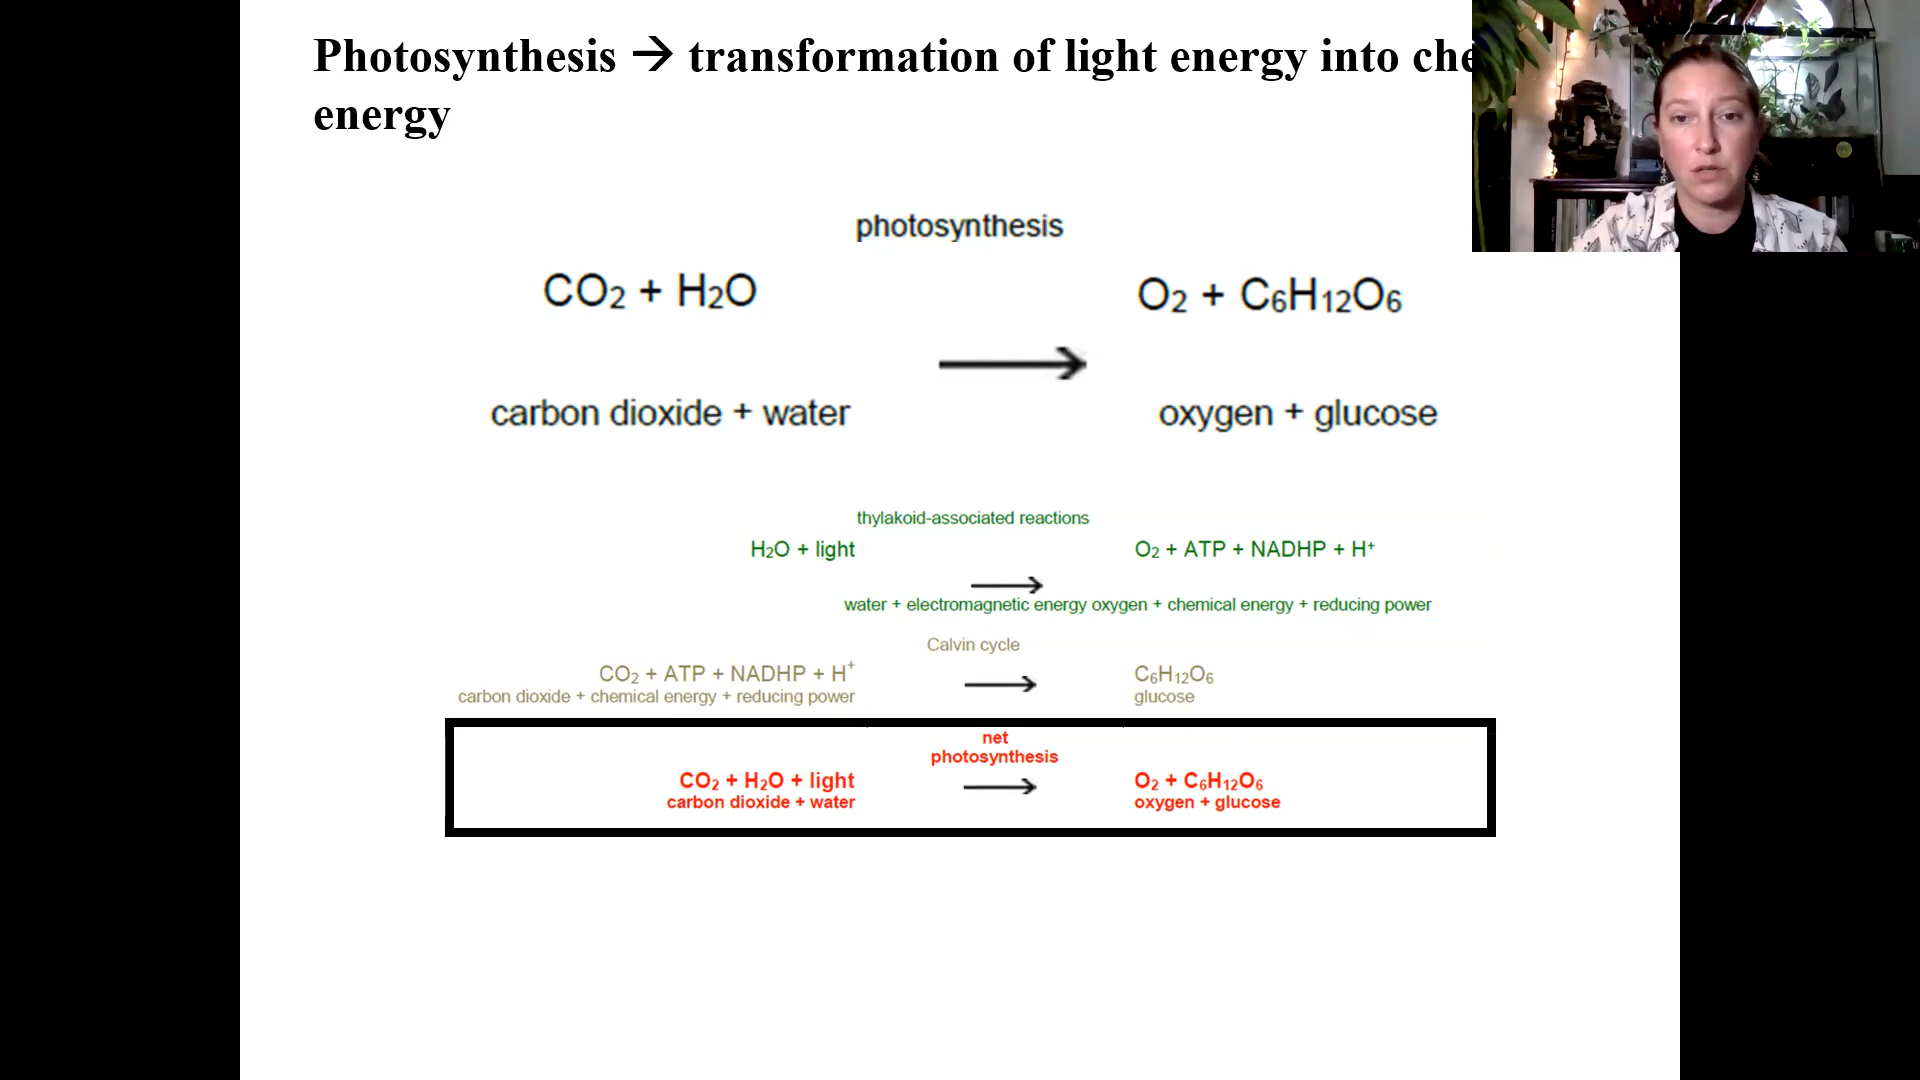 Photosynthesis → transformation of light energy into che
energy
photosynthesis
CO₂ + H₂O
O₂ + C₆H₁₂O₆
carbon dioxide + water
oxygen + glucose
thylakoid-associated reactions
H₂O + light
O₂ + ATP + NADHP + H⁺
water + electromagnetic energy oxygen + chemical energy + reducing power
Calvin cycle
CO₂ + ATP + NADHP + H⁺
C₆H₁₂O₆
carbon dioxide + chemical energy + reducing power
glucose
net
photosynthesis
CO₂ + H₂O + light
O₂ + C₆H₁₂O₆
carbon dioxide + water
oxygen + glucose